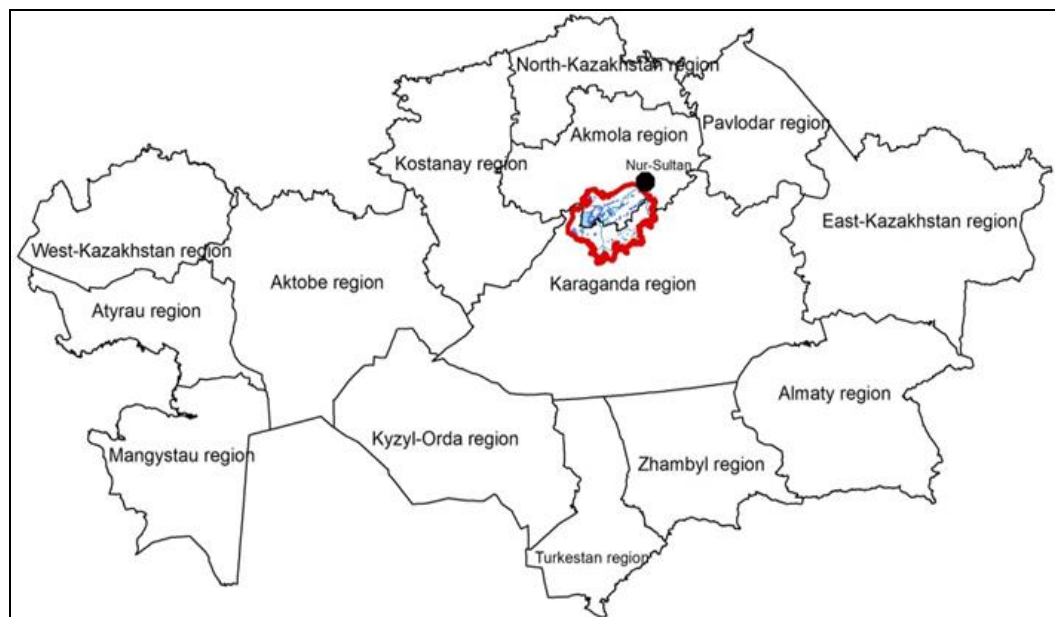 North-Kazakhstan region
Pavlodar region
Akmola region
Kostanay region
Nur-Sultan
East-Kazakhstan region
West-Kazakhstan region
Aktobe region
Karaganda region
Atyrau region
Almaty region
Kyzyl-Orda region
Mangystau region
Zhambyl region
Turkestan region